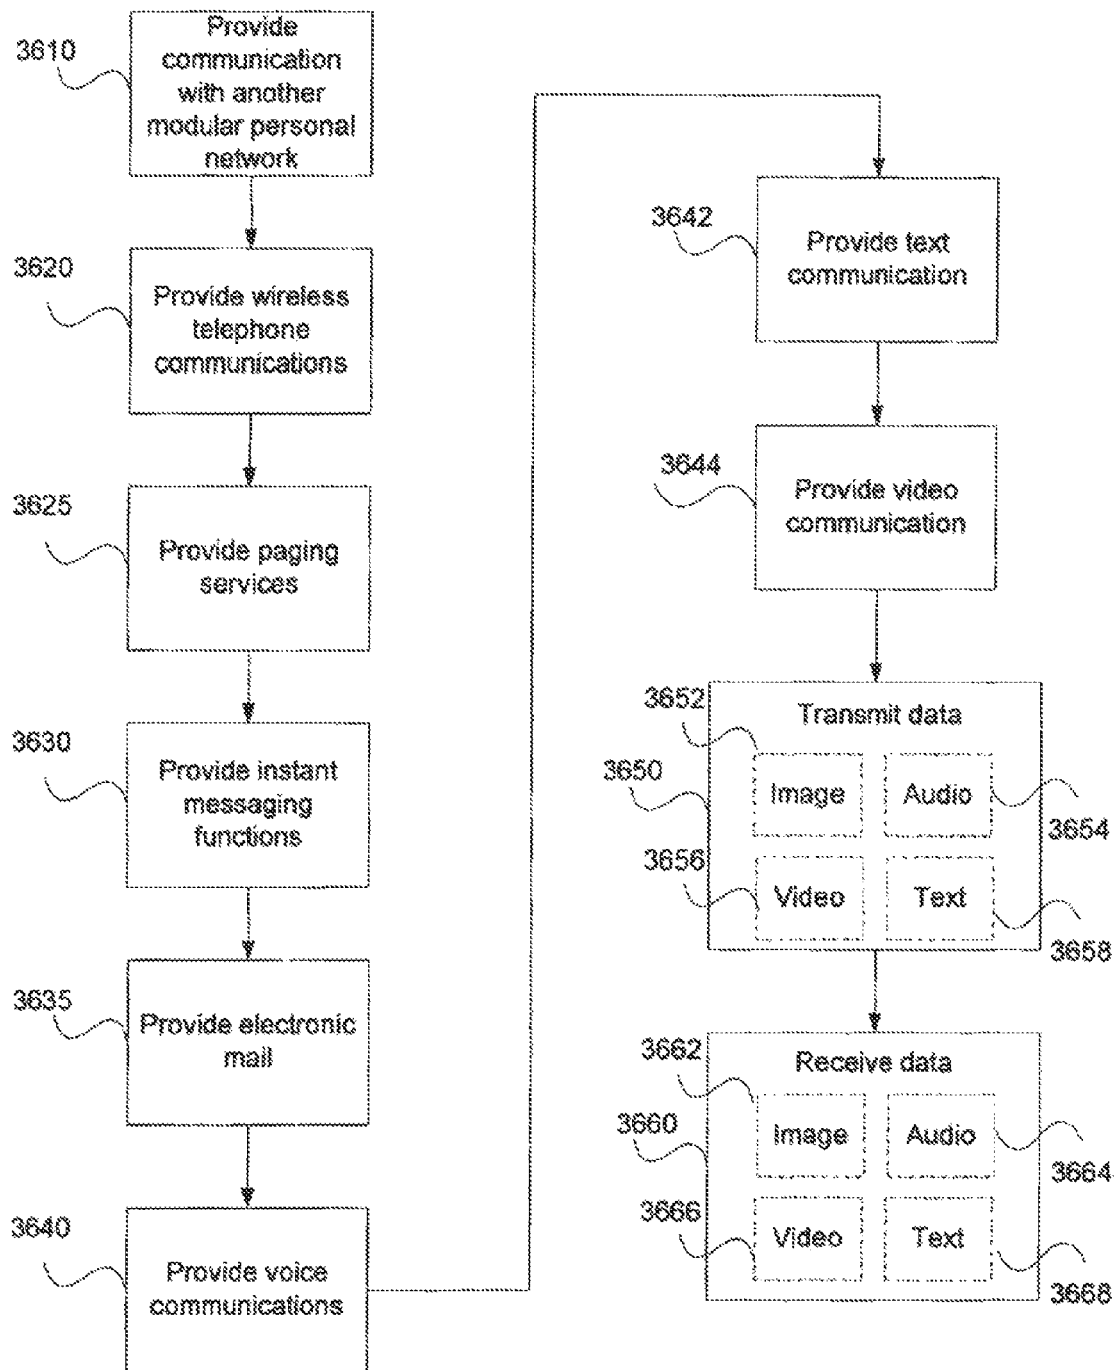 3610
Provide
communication
with another
modular personal
network
3620
Provide wireless
telephone
communications
3625
Provide paging
services
3630
Provide instant
messaging
functions
3635
Provide electronic
mail
3640
Provide voice
communications
3642
Provide text
communication
3644
Provide video
communication
3650
Transmit data
3652
Image
Audio
3654
3656
Video
Text
3658
3660
Receive data
3662
Image
Audio
3664
3666
Video
Text
3668